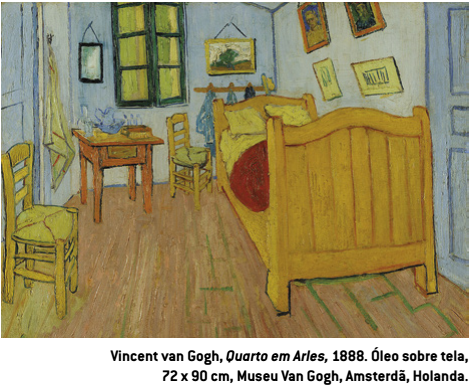 Vincent van Gogh, Quarto em Arles, 1888. Óleo sobre tela,
72 x 90 cm, Museu Van Gogh, Amsterdã, Holanda.